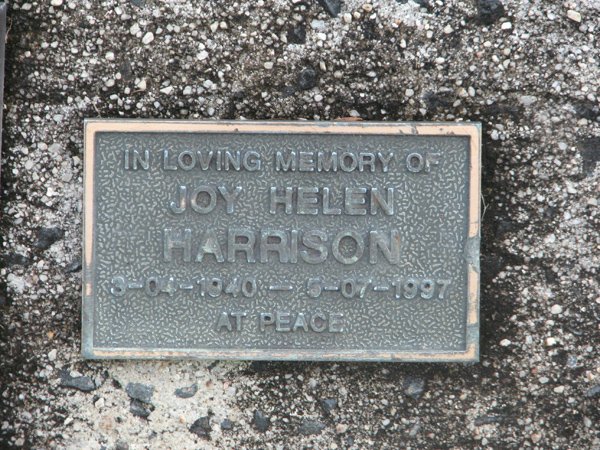 IN LOVING MEMORY OF
JOY HELEN
HARRISON
3-04-1940 — 5-07-1997
AT PEACE